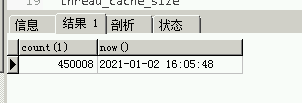 19 thread_cache_size
信息 结果 1 剖析 状态
count(1) now()
450008 2021-01-02 16:05:48